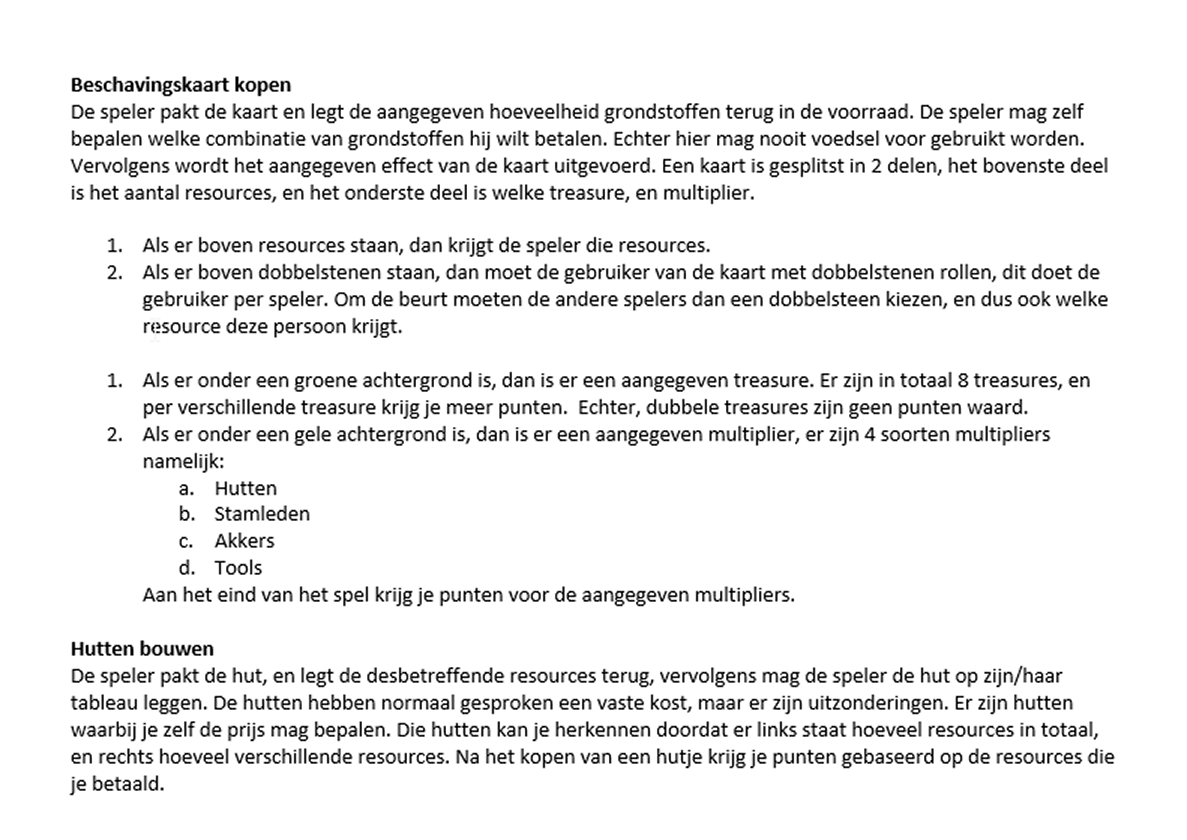 Beschavingskaart kopen
De speler pakt de kaart en legt de aangegeven hoeveelheid grondstoffen terug in de voorraad. De speler mag zelf
bepalen welke combinatie van grondstoffen hij wilt betalen. Echter hier mag nooit voedsel voor gebruikt worden.
Vervolgens wordt het aangegeven effect van de kaart uitgevoerd. Een kaart is gesplitst in 2 delen, het bovenste deel
is het aantal resources, en het onderste deel is welke treasure, en multiplier.
1. Als er boven resources staan, dan krijgt de speler die resources.
2. Als er boven dobbelstenen staan, dan moet de gebruiker van de kaart met dobbelstenen rollen, dit doet de
gebruiker per speler. Om de beurt moeten de andere spelers dan een dobbelsteen kiezen, en dus ook welke
resource deze persoon krijgt.
1. Als er onder een groene achtergrond is, dan is er een aangegeven treasure. Er zijn in totaal 8 treasures, en
per verschillende treasure krijg je meer punten. Echter, dubbele treasures zijn geen punten waard.
2. Als er onder een gele achtergrond is, dan is er een aangegeven multiplier, er zijn 4 soorten multipliers
namelijk:
a. Hutten
b. Stamleden
c. Akkers
d. Tools
Aan het eind van het spel krijg je punten voor de aangegeven multipliers.
Hutten bouwen
De speler pakt de hut, en legt de desbetreffende resources terug, vervolgens mag de speler de hut op zijn/haar
tableau leggen. De hutten hebben normaal gesproken een vaste kost, maar er zijn uitzonderingen. Er zijn hutten
waarbij je zelf de prijs mag bepalen. Die hutten kan je herkennen doordat er links staat hoeveel resources in totaal,
en rechts hoeveel verschillende resources. Na het kopen van een hutje krijg je punten gebaseerd op de resources die
je betaald.